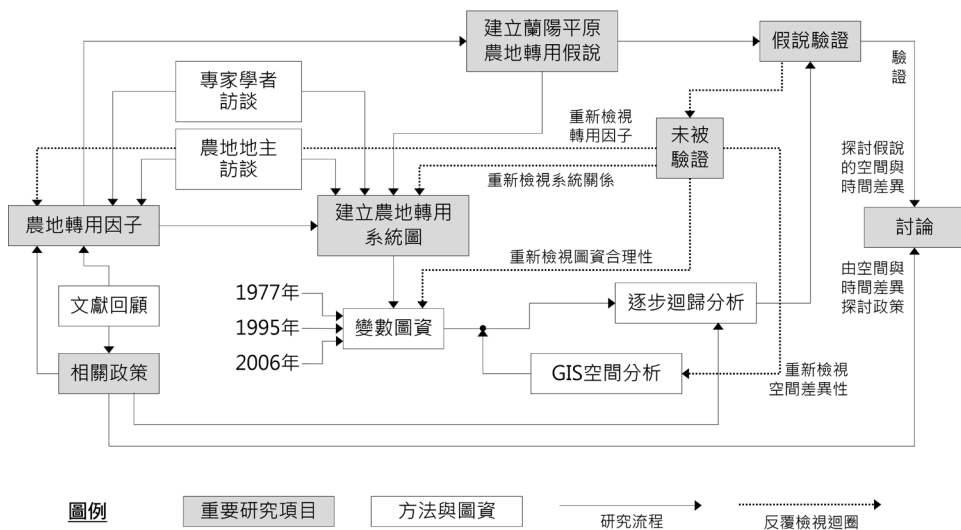 建立蘭陽平原
農地轉用假說
假說驗證
驗證
專家學者
訪談
重新檢視
轉用因子
未被
驗證
農地地主
訪談
探討假說
的空間與
時間差異
重新檢視系統關係
農地轉用因子
建立農地轉用
系統圖
討論
重新檢視圖資合理性
由空間與
時間差異
探討政策
文獻回顧
1977年
1995年
2006年
變數圖資
逐步迴歸分析
相關政策
GIS空間分析
重新檢視
空間差異性
圖例
重要研究項目
方法與圖資
研究流程
反覆檢視迴圈